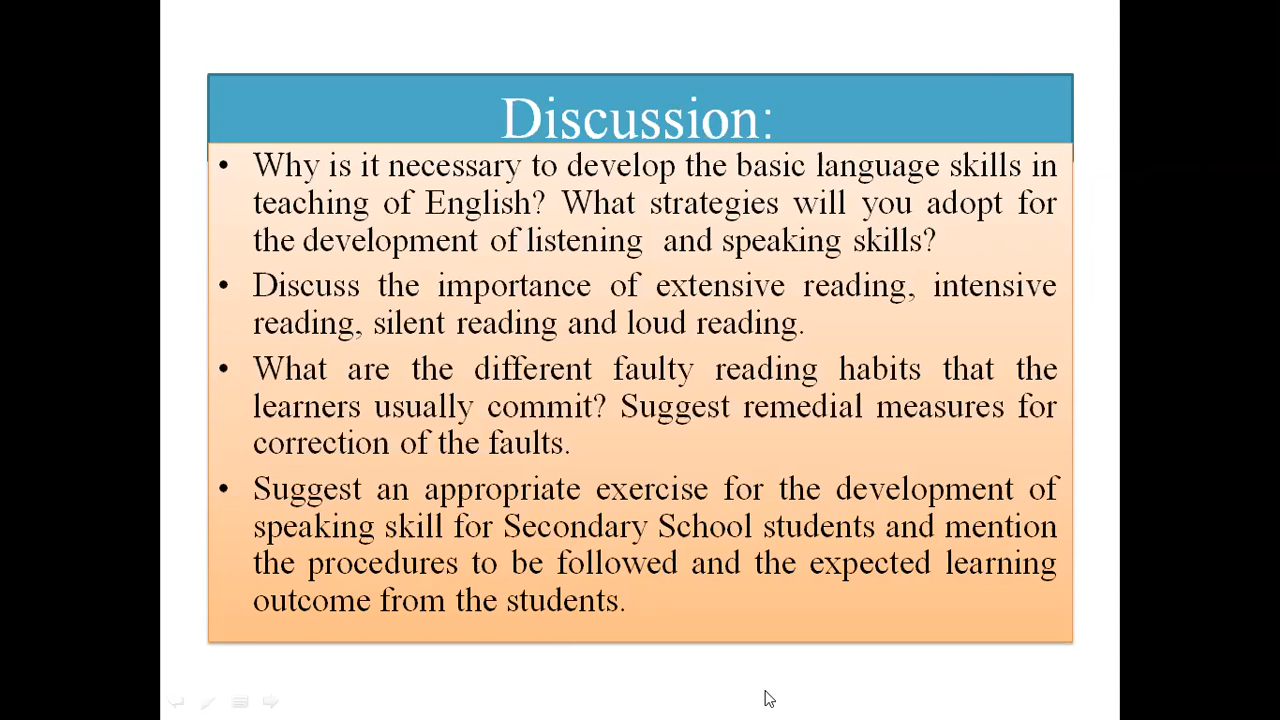 Discussion:
• Why is it necessary to develop the basic language skills in
teaching of English? What strategies will you adopt for
the development of listening and speaking skills?
• Discuss the importance of extensive reading, intensive
reading, silent reading and loud reading.
• What are the different faulty reading habits that the
learners usually commit? Suggest remedial measures for
correction of the faults.
• Suggest an appropriate exercise for the development of
speaking skill for Secondary School students and mention
the procedures to be followed and the expected learning
outcome from the students.